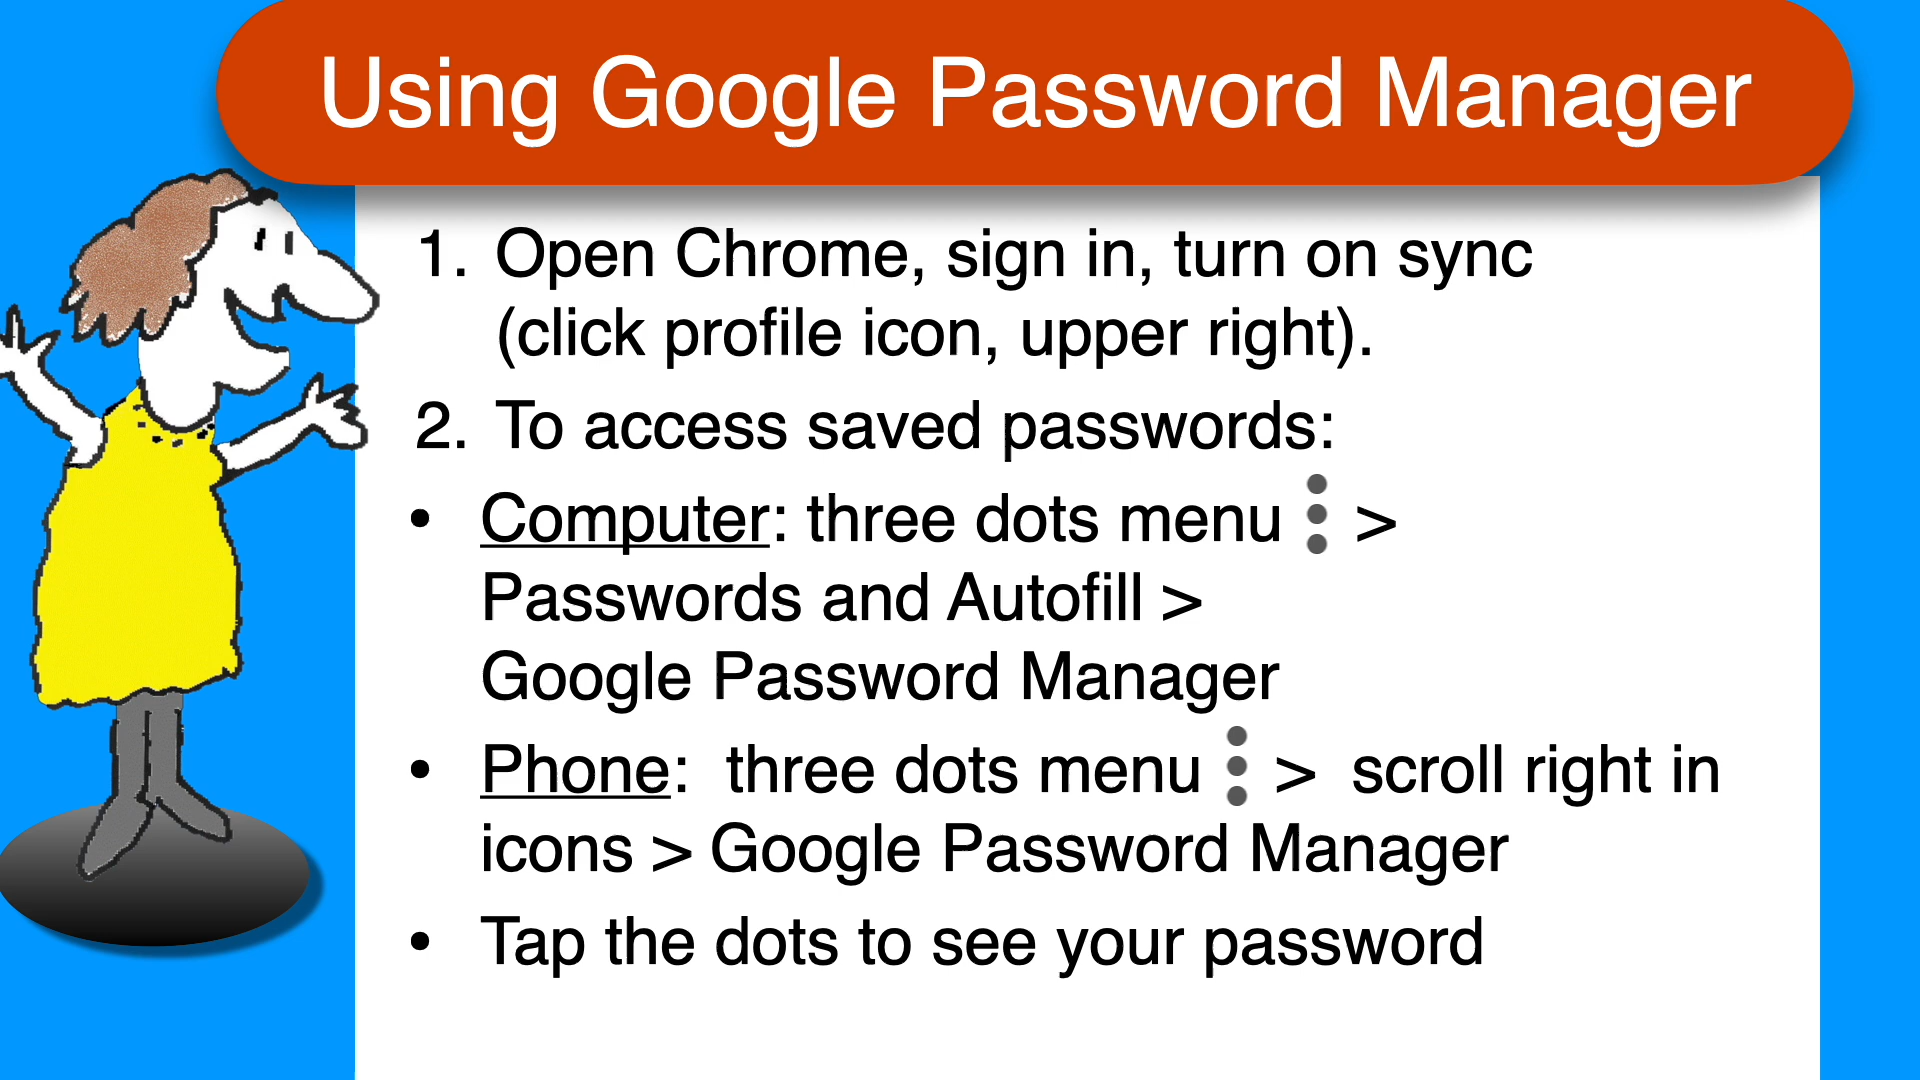 Using Google Password Manager
1. Open Chrome, sign in, turn on sync
(click profile icon, upper right).
2. To access saved passwords:
• Computer: three dots menu ⋮ >
Passwords and Autofill >
Google Password Manager
• Phone:  three dots menu ⋮ >  scroll right in
icons > Google Password Manager
• Tap the dots to see your password